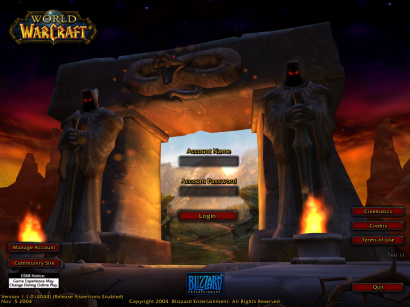 WORLD
OF
WARCRAFT
Account Name
Account Password
Login
Cinematics
Credits
Terms of Use
Manage Account
Community Site
ESRB Notice:
Game Experience May
Change During Online Play
Version 1.1.0 (4044) (Release Assertions Enabled)
Nov 5 2004
BLIZZARD
ENTERTAINMENT
Copyright 2004 Blizzard Entertainment. All Rights Reserved.
Quit